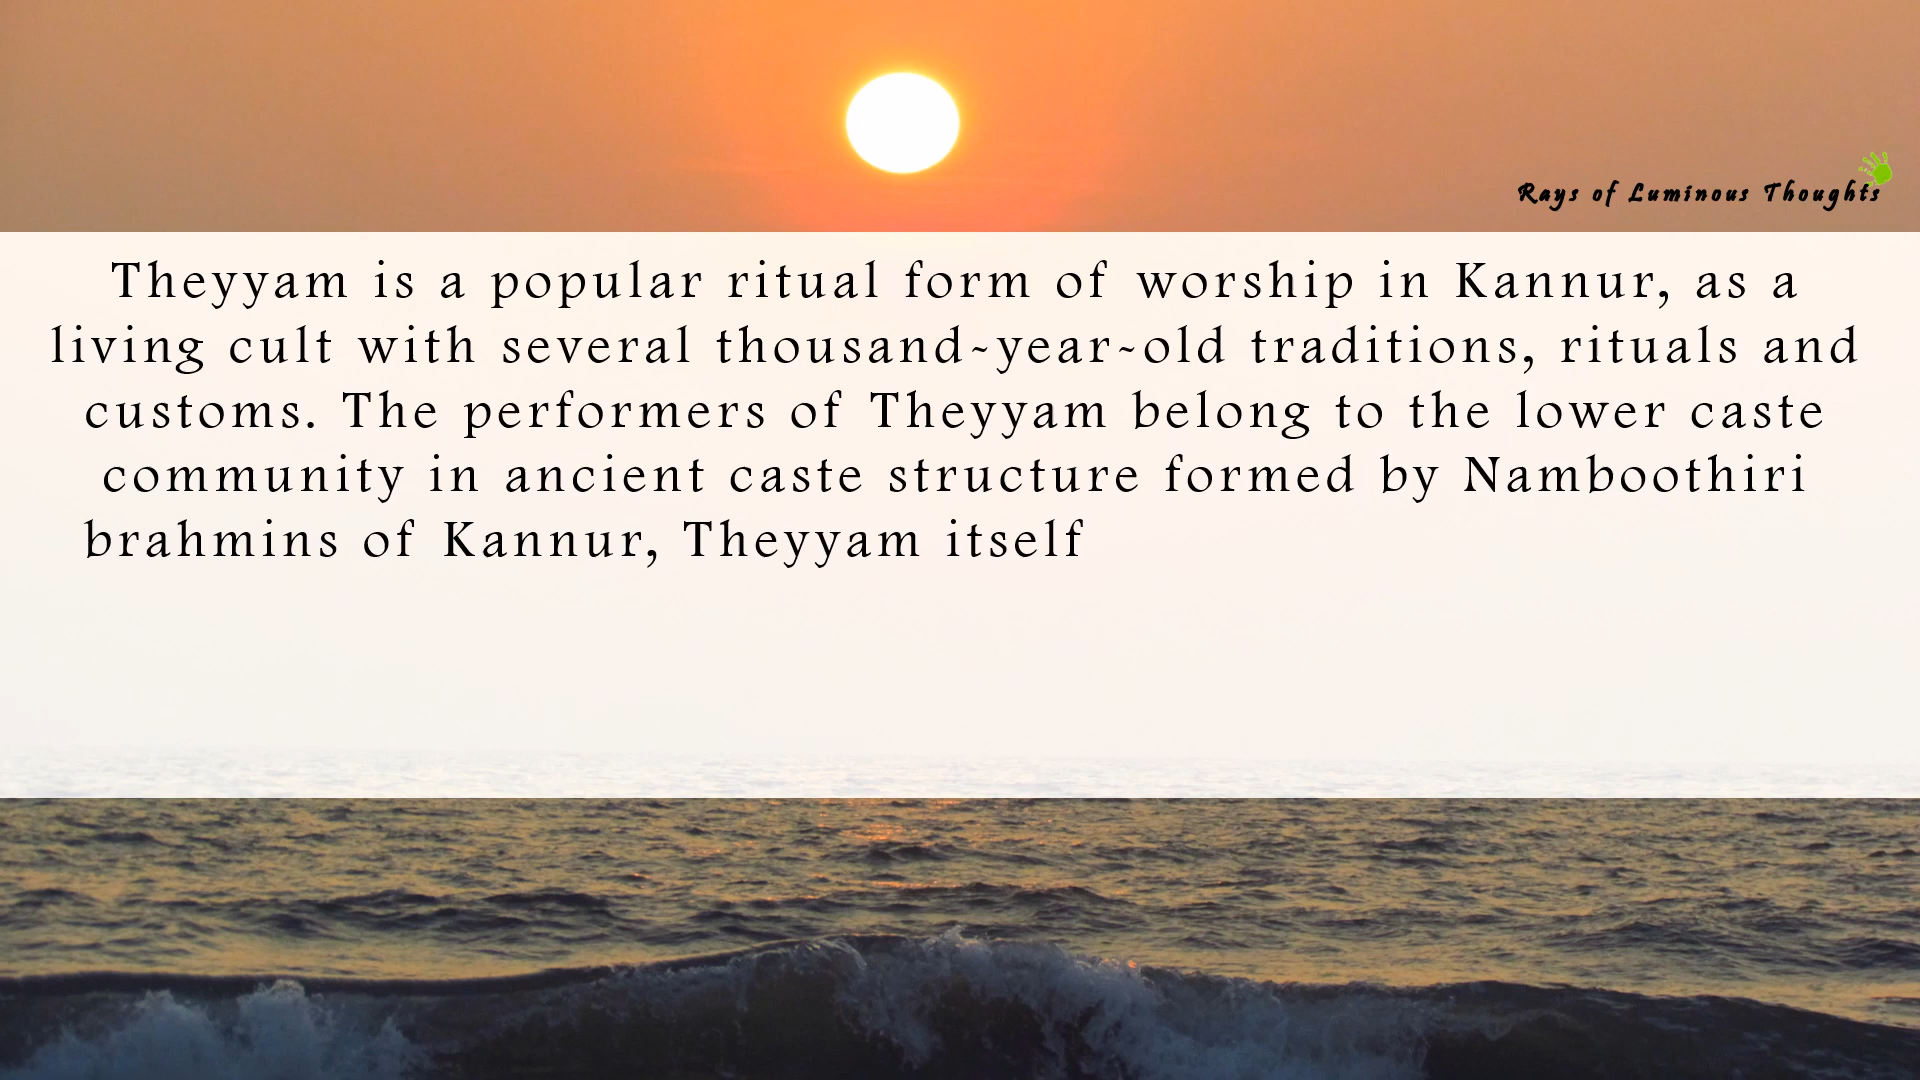 Rays of Luminous Thoughts
Theyyam is a popular ritual form of worship in Kannur, as a
living cult with several thousand-year-old traditions, rituals and
customs. The performers of Theyyam belong to the lower caste
community in ancient caste structure formed by Namboothiri
brahmins of Kannur, Theyyam itself